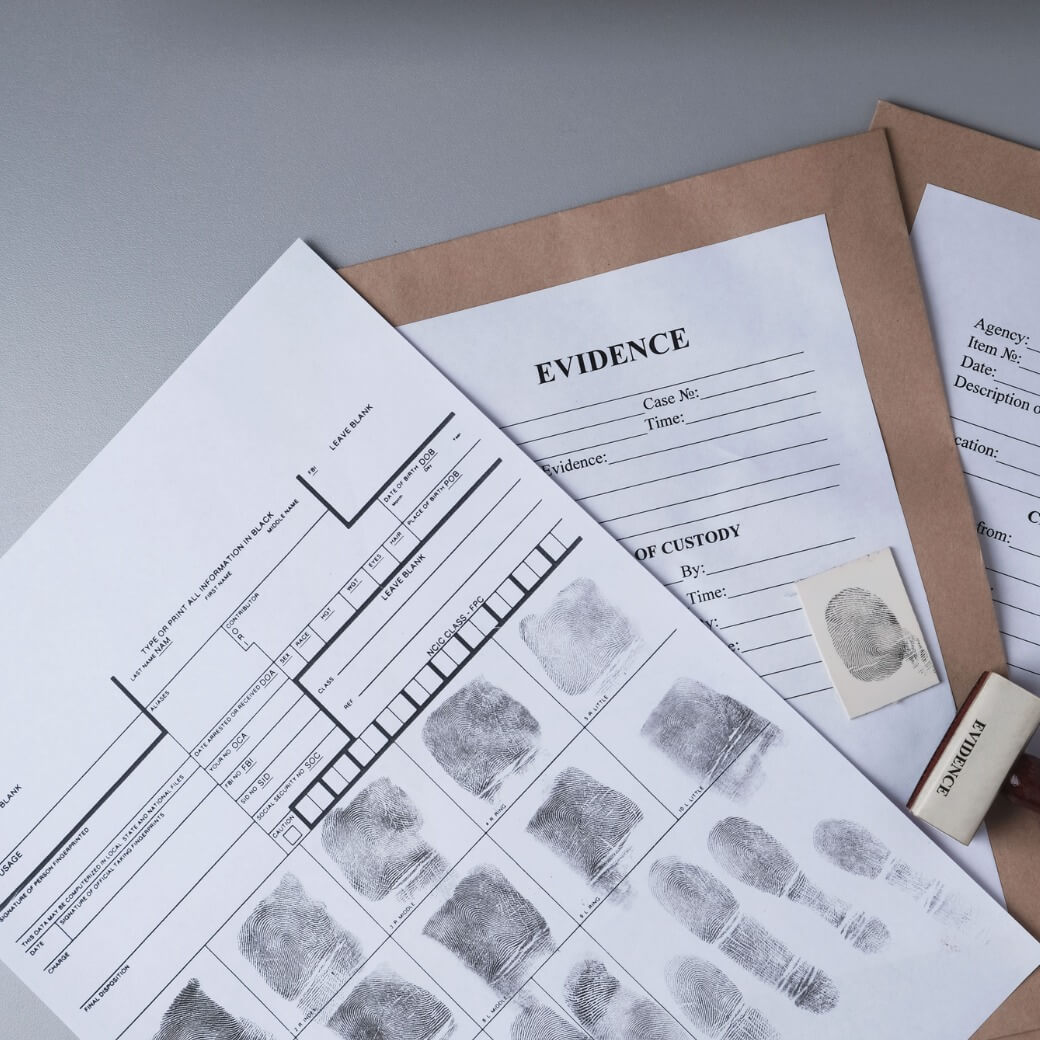 LEAVE BLANK
TYPE OR PRINT ALL INFORMATION IN BLACK
FBI
LAST NAME NAM
FIRST NAME
MIDDLE NAME
ALIASES
CONTRIBUTOR
O
R
I
DATE OF BIRTH DOB
Month
Year
DATE ARRESTED OR RECEIVED DOA
SEX
RACE
HGT
WGT
EYES
HAIR
PLACE OF BIRTH POB
YOUR NO. OCA
LEAVE BLANK
FBI NO. FBI
CLASS
SID NO. SID
REF
SOCIAL SECURITY NO. SOC
NCIC CLASS - FPC
CAUTION
BLANK
USAGE
SIGNATURE OF PERSON FINGERPRINTED
THIS DATA MAY BE COMPUTERIZED IN LOCAL, STATE AND NATIONAL FILES
DATE
SIGNATURE OF OFFICIAL TAKING FINGERPRINTS
CHARGE
FINAL DISPOSITION
3. R. MIDDLE
4. R. RING
5. R. LITTLE
9. L. RING
10. L. LITTLE
EVIDENCE
Case №:
Time:
Evidence:
OF CUSTODY
By:
Time:
Agency:
Item №:
Date:
Description o
cation:
C
from:
EVIDENCE